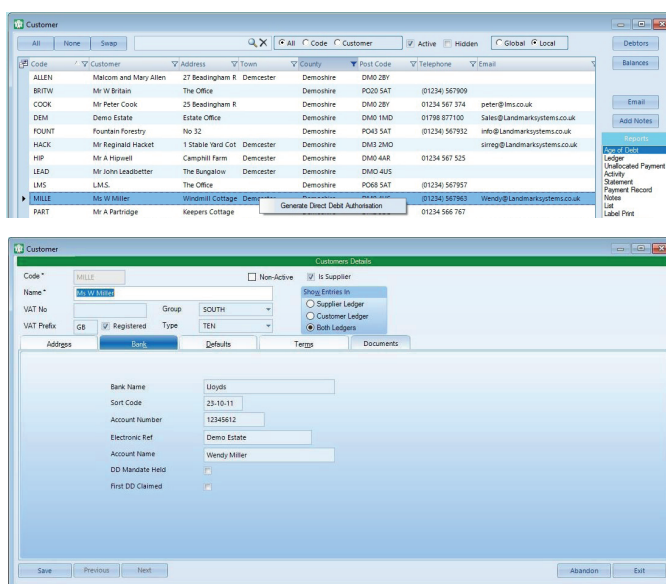 Customer
All None Swap All Code Customer Active Hidden Global Local Debtors
Code Customer Address Town County Post Code Telephone Email Balances
ALLEN Malcom and Mary Allen 27 Beadingham R Demcester Demoshire DM0 2BY
BRITW Mr W Britain The Office Demoshire PO20 5AT (01234) 567909
COOK Mr Peter Cook 25 Beadingham R Demoshire DM0 2BY 01234 567 374 peter@lms.co.uk Email
DEM Demo Estate Estate Office Demoshire DM0 1MD 01798 877100 Sales@Landmarksystems.co.uk
FOUNT Fountain Forestry No 32 Demoshire PO43 5AT (01234) 567932 info@Landmarksystems.co.uk Add Notes
HACK Mr Reginald Hacket 1 Stable Yard Cot Demcester Demoshire DM3 2MO sirreg@Landmarksystems.co.uk Reports
HIP Mr A Hipwell Camphill Farm Demcester Demoshire DM0 4AR 01234 567 525 Age of Debt
Ledger
LEAD Mr John Leadbetter The Bungalow Demcester Demoshire DMO 4US Unallocated Payment
Activity
LMS L.M.S. The Office Demoshire PO68 5AT (01234) 567957 Statement
Payment Record
MILLE Ms W Miller Windmill Cottage (01234) 567963 Wendy@Landmarksystems.co.uk Notes
Generate Direct Debit Authorisation List
PART Mr A Partridge Keepers Cottage 01234 566 767 Label Print
Customer
Customers Details
Code * MILLE Non-Active Is Supplier
Name * Ms W Miller Show Entries In
VAT No Group SOUTH Supplier Ledger
Customer Ledger
VAT Prefix GB Registered Type TEN Both Ledgers
Address Bank Defaults Terms Documents
Bank Name Lloyds
Sort Code 23-10-11
Account Number 12345612
Electronic Ref Demo Estate
Account Name Wendy Miller
DD Mandate Held
First DD Claimed
Save Previous Next Abandon Exit